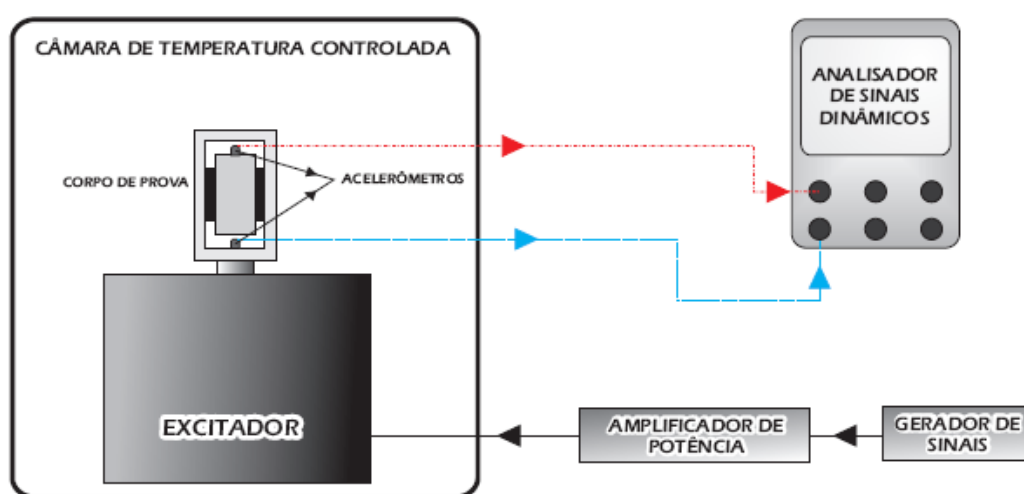 CÂMARA DE TEMPERATURA CONTROLADA
CORPO DE PROVA
ACELERÔMETROS
ANALISADOR
DE SINAIS
DINÂMICOS
EXCITADOR
AMPLIFICADOR DE
POTÊNCIA
GERADOR DE
SINAIS